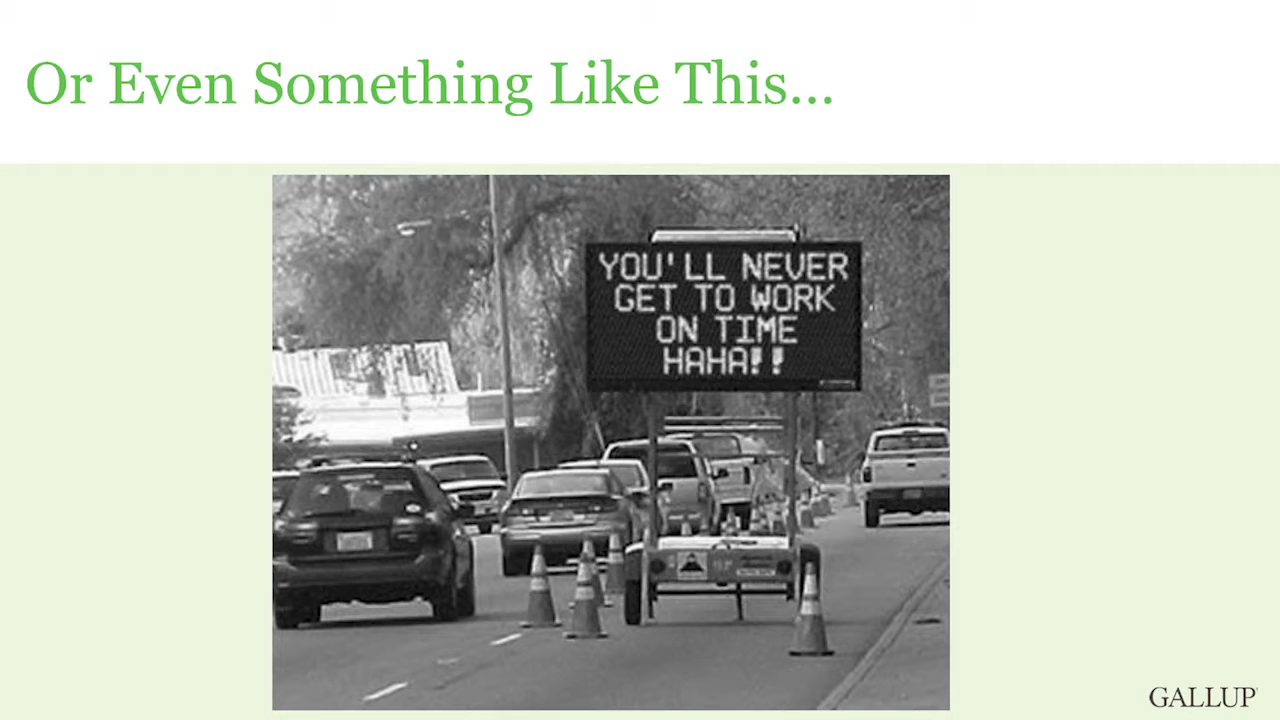 Or Even Something Like This...
YOU'LL NEVER
GET TO WORK
ON TIME
HAHA!!
GALLUP